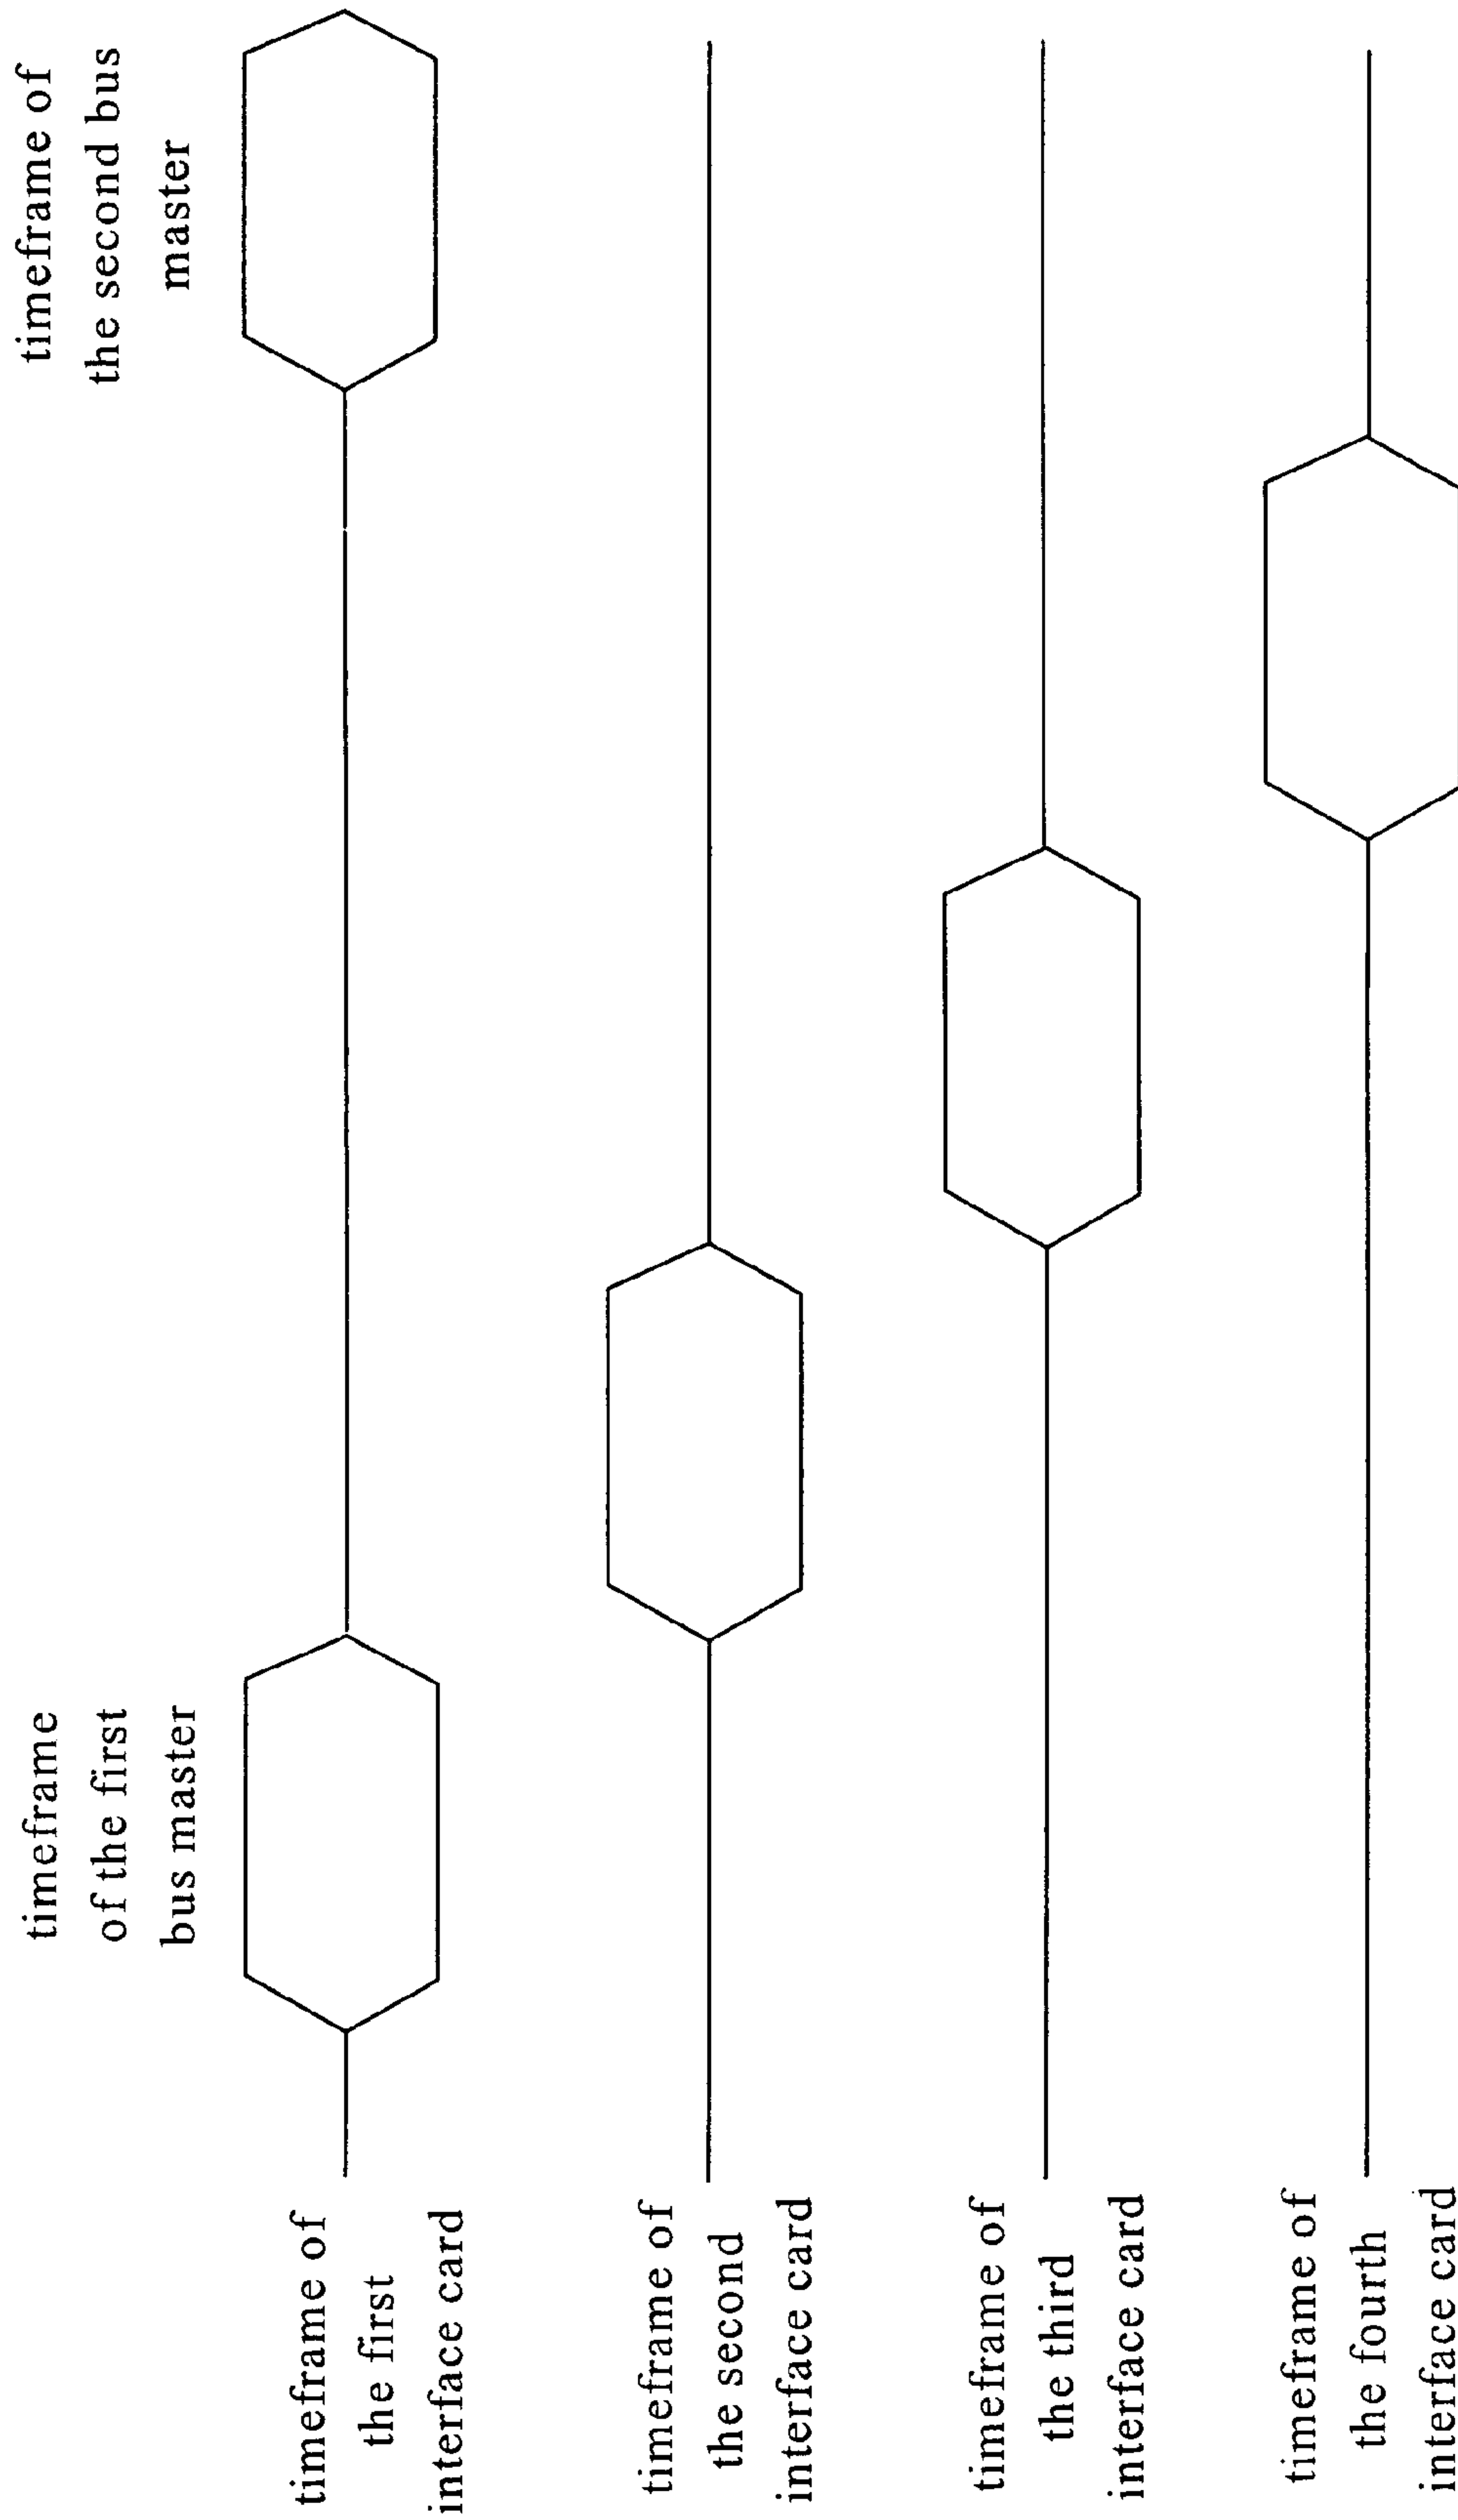 timeframe
of the first
bus master
timeframe of
the second bus
master
timeframe of
the first
interface card
timeframe of
the second
interface card
timeframe of
the third
interface card
timeframe of
the fourth
interface card